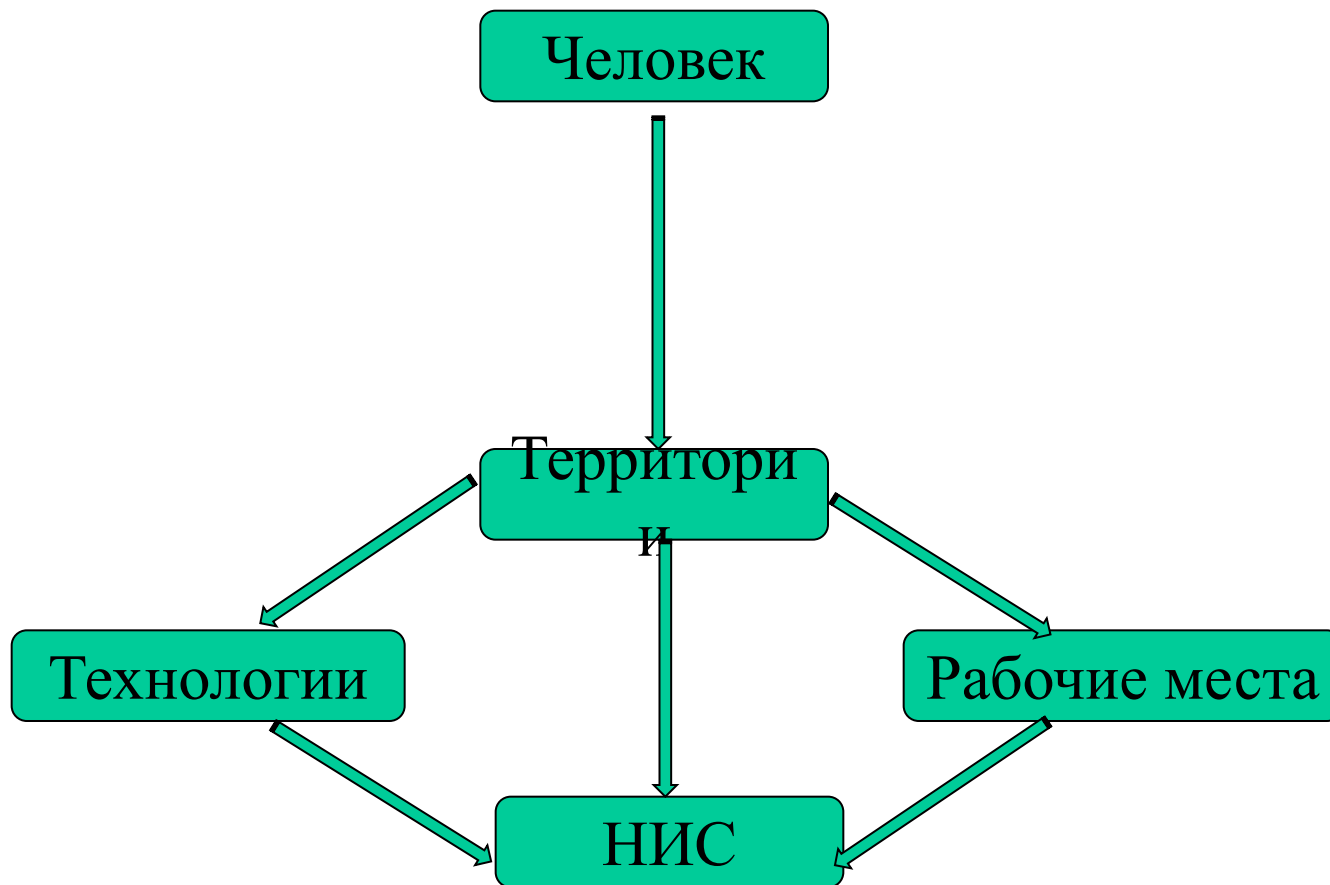 Человек
Территори
и
Технологии
Рабочие места
НИС